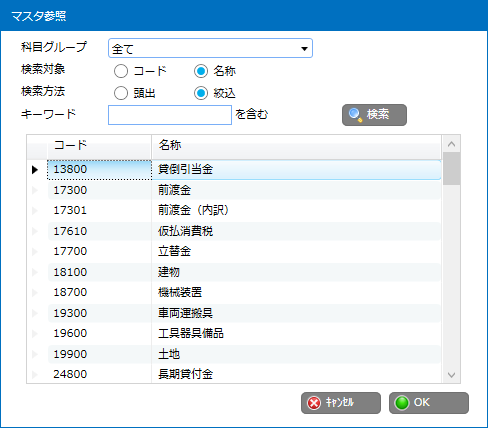 マスタ参照
科目グループ 全て
検索対象 コード 名称
検索方法 頭出 絞込
キーワード を含む 検索
コード 名称
13800 貸倒引当金
17300 前渡金
17301 前渡金（内訳）
17610 仮払消費税
17700 立替金
18100 建物
18700 機械装置
19300 車両運搬具
19600 工具器具備品
19900 土地
24800 長期貸付金
ｷｬﾝｾﾙ OK